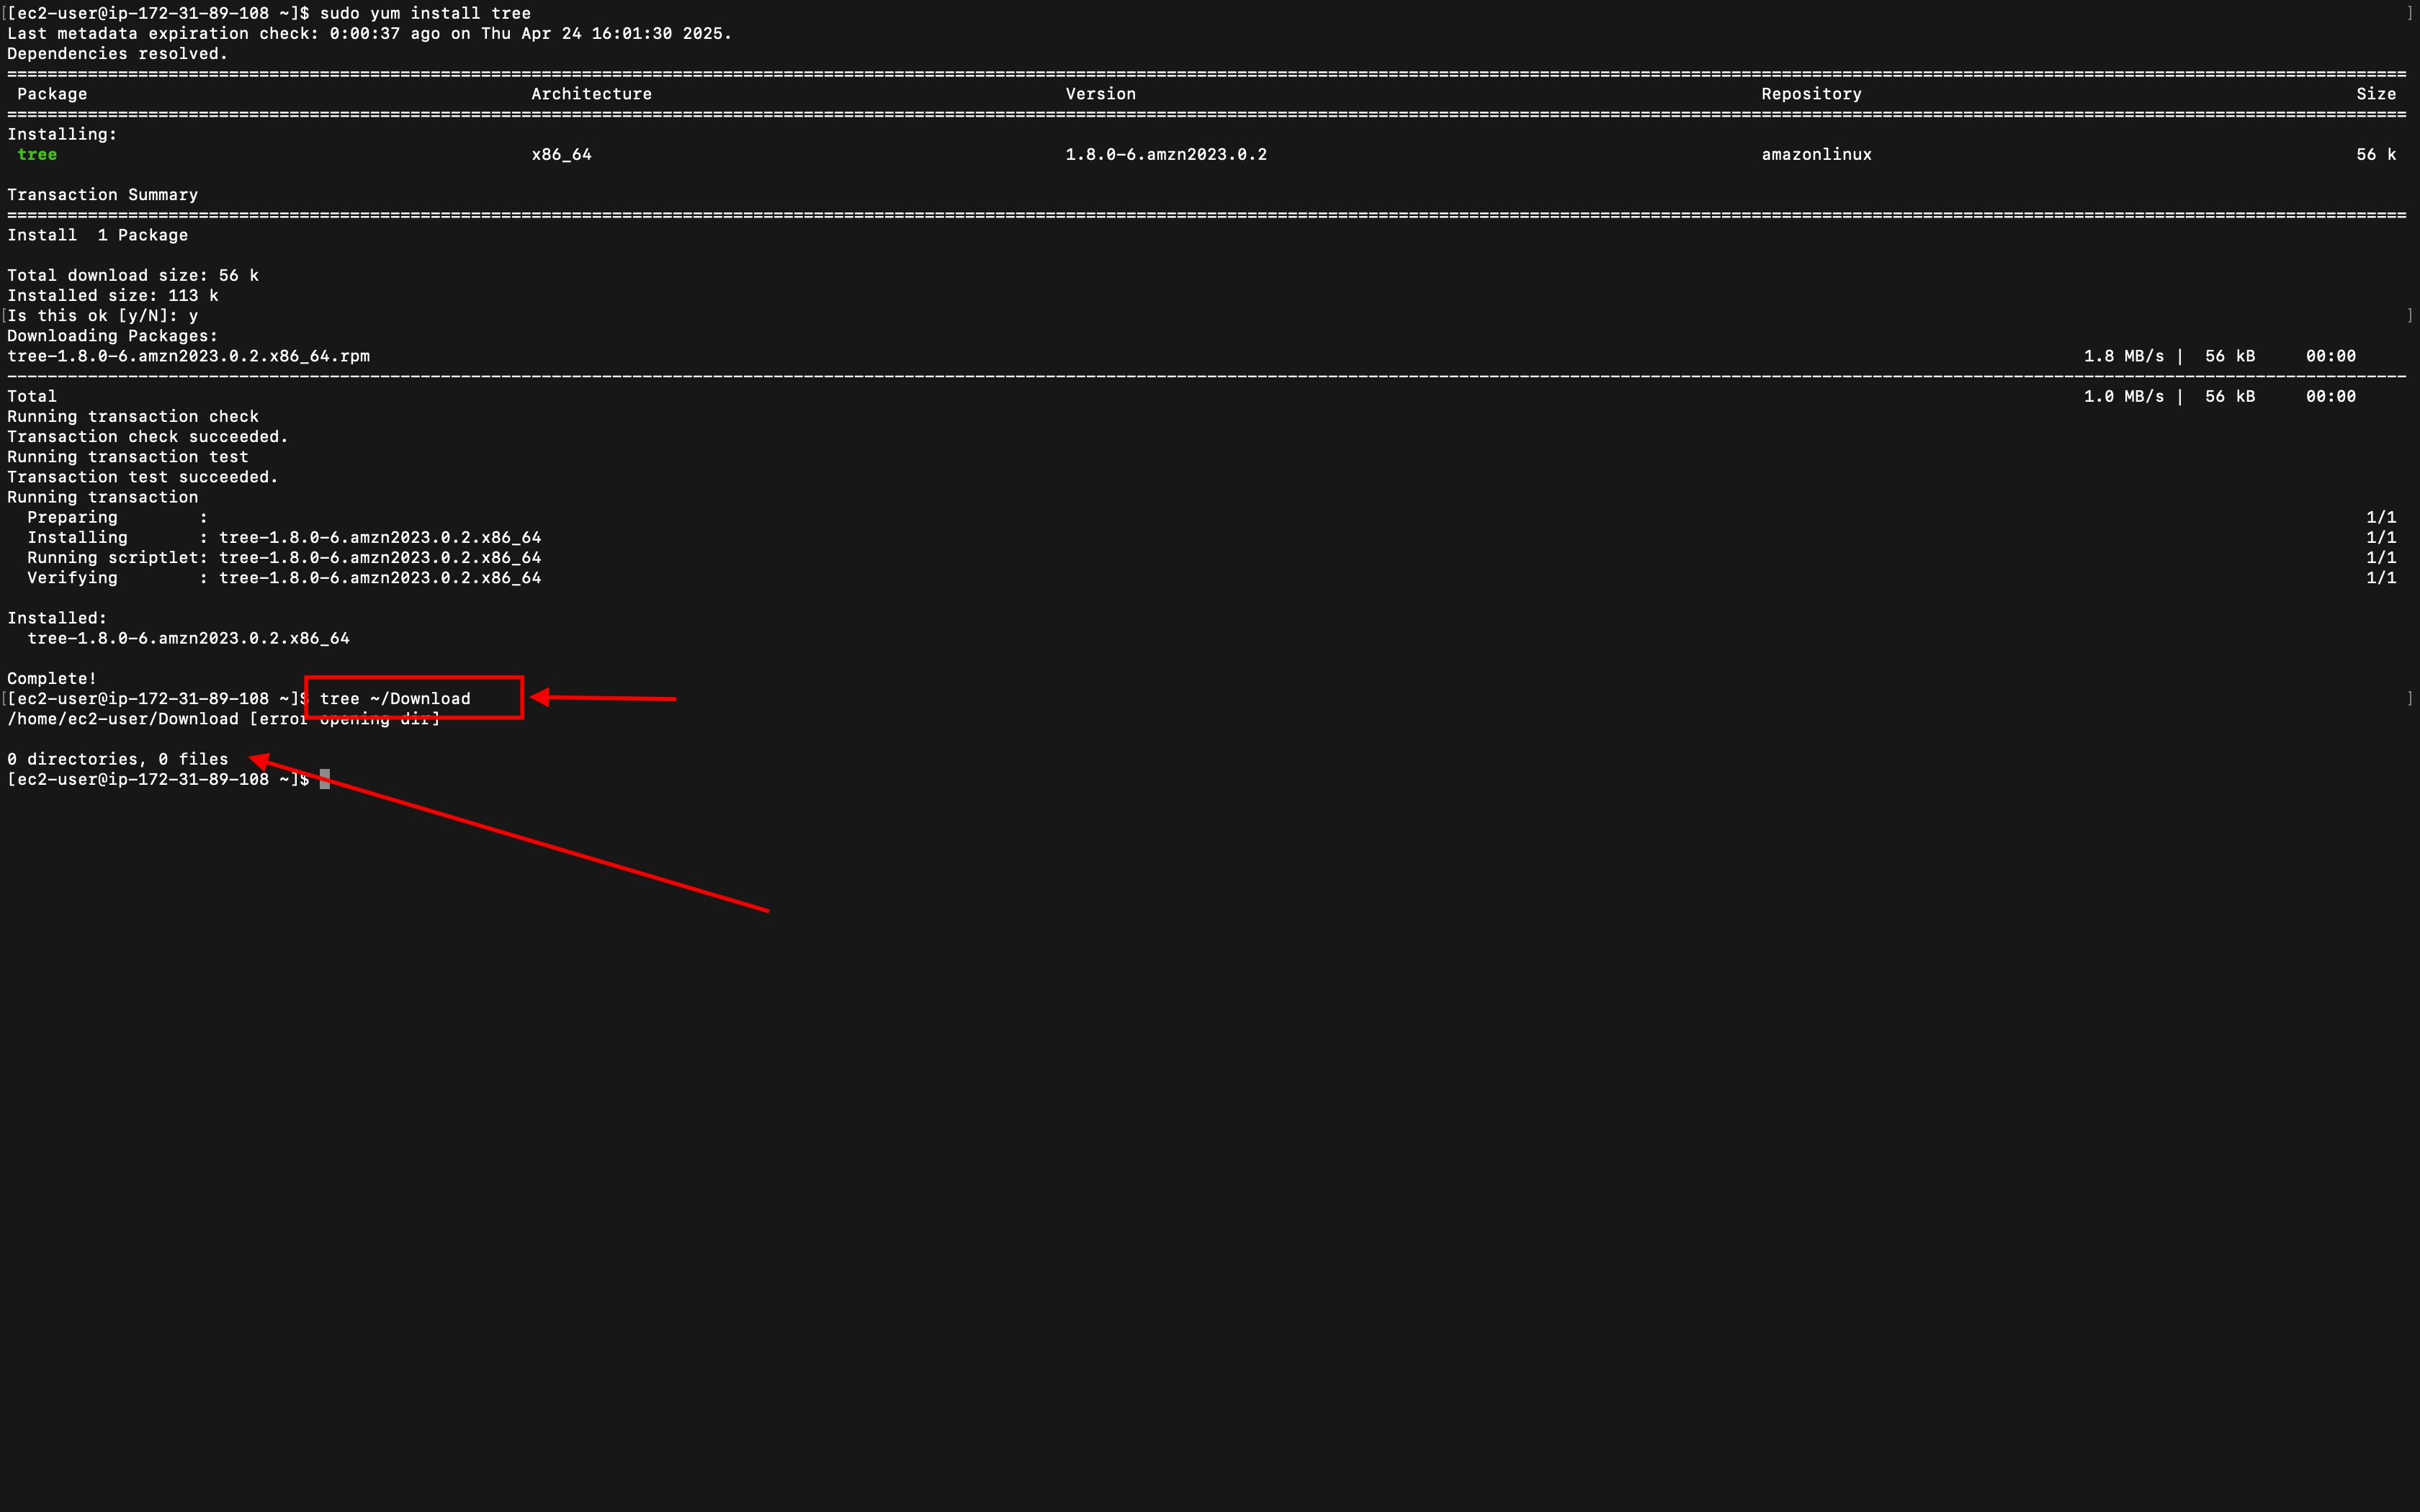 [ec2-user@ip-172-31-89-108 ~]$ sudo yum install tree
Last metadata expiration check: 0:00:37 ago on Thu Apr 24 16:01:30 2025.
Dependencies resolved.
Package Architecture Version Repository Size
Installing:
tree x86_64 1.8.0-6.amzn2023.0.2 amazonlinux 56 k
Transaction Summary
Install  1 Package
Total download size: 56 k
Installed size: 113 k
Is this ok [y/N]: y
Downloading Packages:
tree-1.8.0-6.amzn2023.0.2.x86_64.rpm 1.8 MB/s | 56 kB 00:00
Total 1.0 MB/s | 56 kB 00:00
Running transaction check
Transaction check succeeded.
Running transaction test
Transaction test succeeded.
Running transaction
Preparing : 1/1
Installing : tree-1.8.0-6.amzn2023.0.2.x86_64 1/1
Running scriptlet: tree-1.8.0-6.amzn2023.0.2.x86_64 1/1
Verifying : tree-1.8.0-6.amzn2023.0.2.x86_64 1/1
Installed:
tree-1.8.0-6.amzn2023.0.2.x86_64
Complete!
[ec2-user@ip-172-31-89-108 ~]$ tree ~/Download
/home/ec2-user/Download [error opening dir]
0 directories, 0 files
[ec2-user@ip-172-31-89-108 ~]$